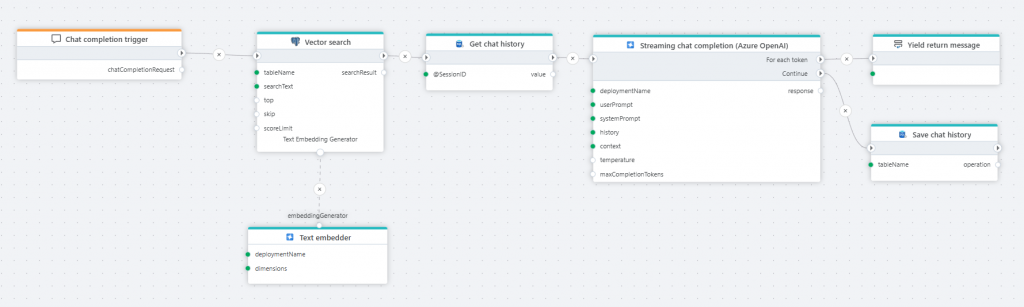 Chat completion trigger
chatCompletionRequest
Vector search
tableName searchResult
searchText
top
skip
scoreLimit
Text Embedding Generator
embeddingGenerator
Text embedder
deploymentName
dimensions
Get chat history
@SessionID value
Streaming chat completion (Azure OpenAI)
For each token
Continue
deploymentName response
userPrompt
systemPrompt
history
context
temperature
maxCompletionTokens
Yield return message
Save chat history
tableName operation